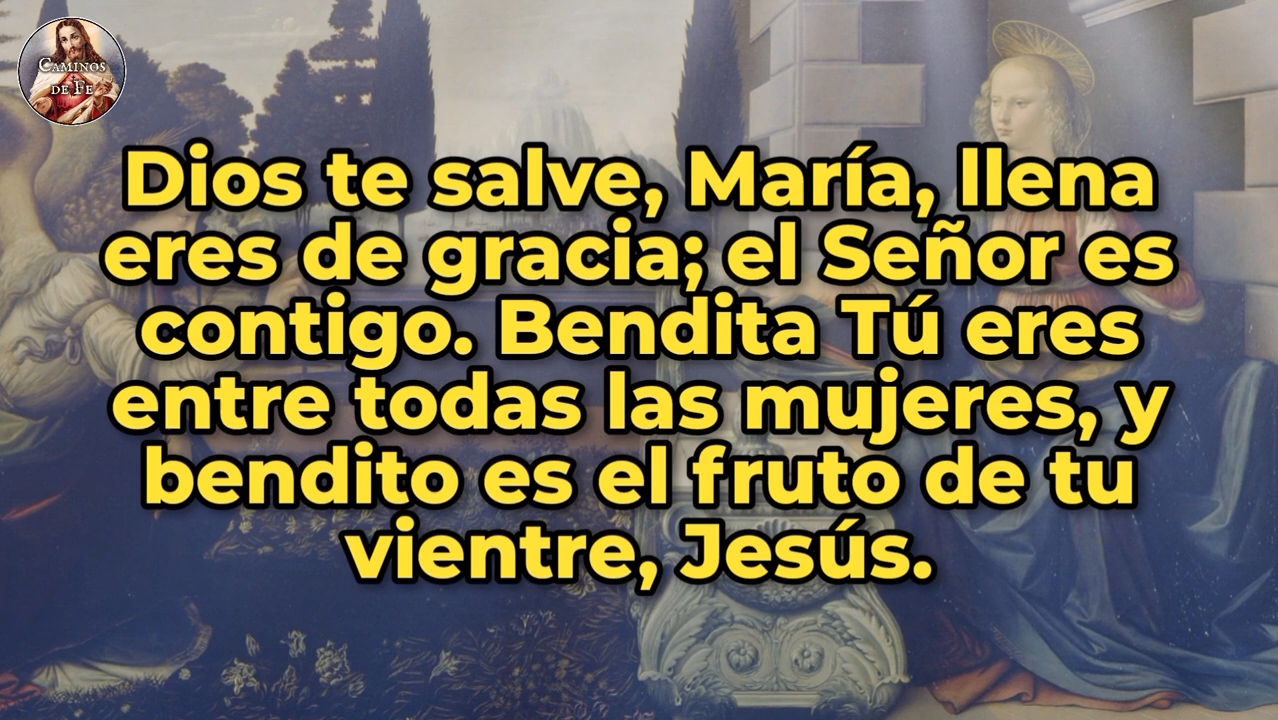 CAMINOS
DE FE
Dios te salve, María, llena
eres de gracia; el Señor es
contigo. Bendita Tú eres
entre todas las mujeres, y
bendito es el fruto de tu
vientre, Jesús.